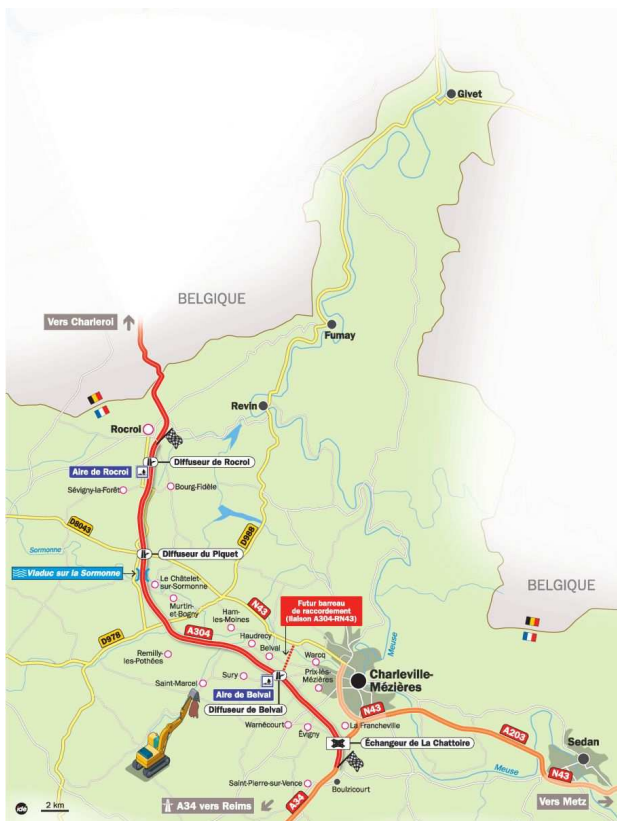 Givet
BELGIQUE
Vers Charleroi
Fumay
Revin
Rocroi
Diffuseur de Rocroi
Aire de Rocroi
Sévigny-la-Forêt
Bourg-Fidèle
D8043
D988
Sormonne
Diffuseur du Piquet
Viaduc sur la Sormonne
Le Châtelet-
sur-Sormonne
BELGIQUE
Murtin-
et-Bogny
Ham-
les-Moines
N43
Futur barreau
de raccordement
(liaison A304-RN43)
Meuse
D978
A304
Haudrecy
Belval
Warcq
Remilly-
les-Pothées
Prix-lès-
Mézières
Charleville-
Mézières
Saint-Marcel
Sury
Aire de Belval
Diffuseur de Belval
N43
Warnécourt
Évigny
La Francheville
A203
Échangeur de La Chattoire
Sedan
Meuse
N43
Saint-Pierre-sur-Vence
Boulzicourt
A34
Vers Metz
ide
2 km
A34 vers Reims